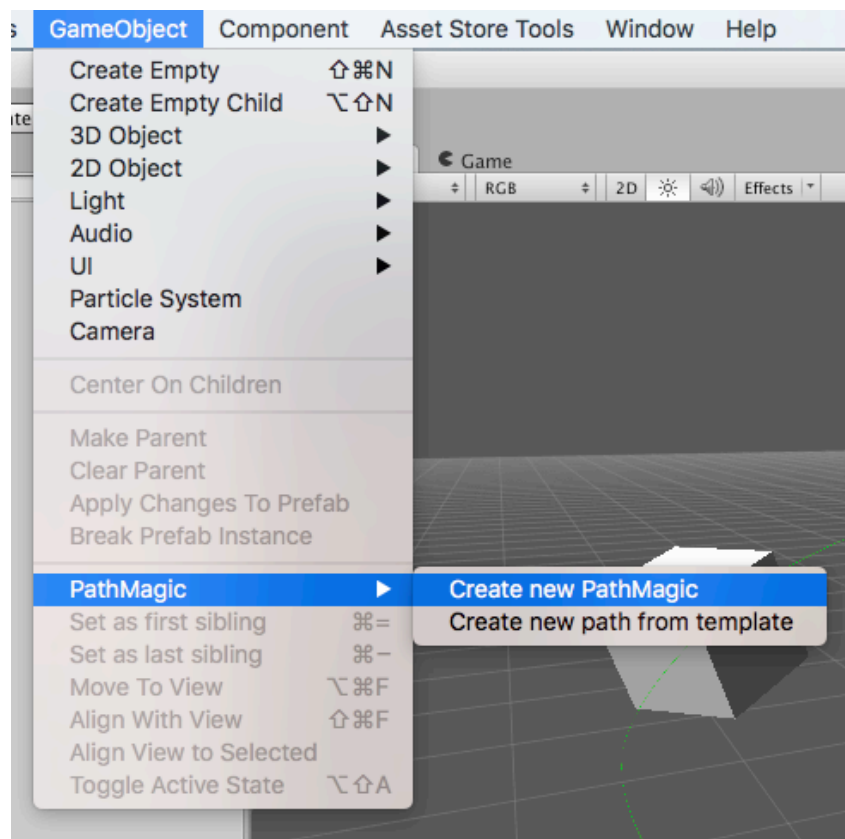 s GameObject Component Asset Store Tools Window Help
Create Empty ⇧⌘N
Create Empty Child ⌥⇧N
3D Object ▶
2D Object ▶
Light ▶
Audio ▶
UI ▶
Particle System
Camera
Center On Children
Make Parent
Clear Parent
Apply Changes To Prefab
Break Prefab Instance
PathMagic ▶
Set as first sibling ⌘=
Set as last sibling ⌘−
Move To View ⌥⌘F
Align With View ⇧⌘F
Align View to Selected
Toggle Active State ⌥⇧A
Create new PathMagic
Create new path from template
ate
Game
RGB 2D Effects